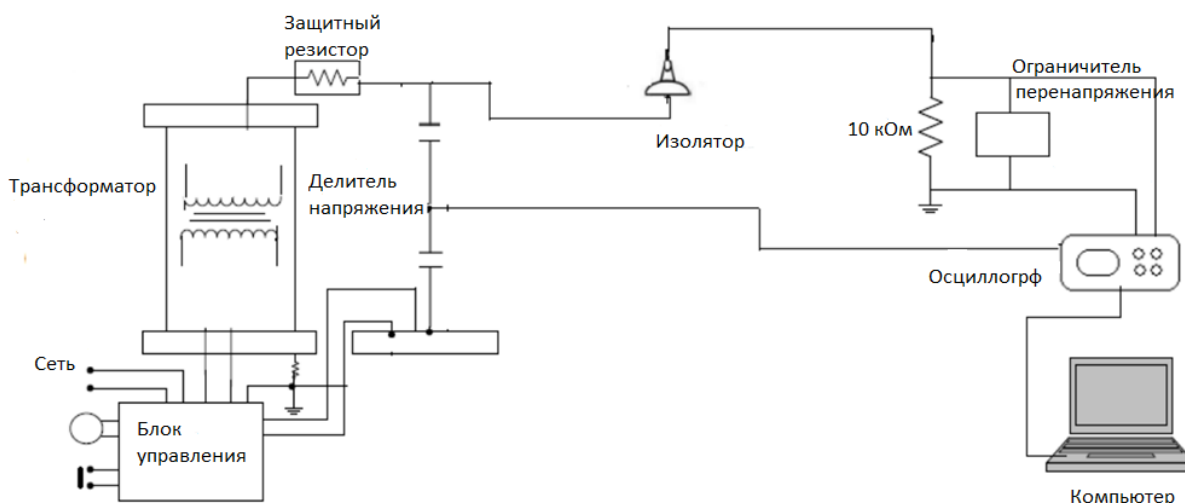 Защитный
резистор
Ограничитель
перенапряжения
10 кОм
Изолятор
Трансформатор
Делитель
напряжения
Осциллогрф
Сеть
Блок
управления
Компьютер